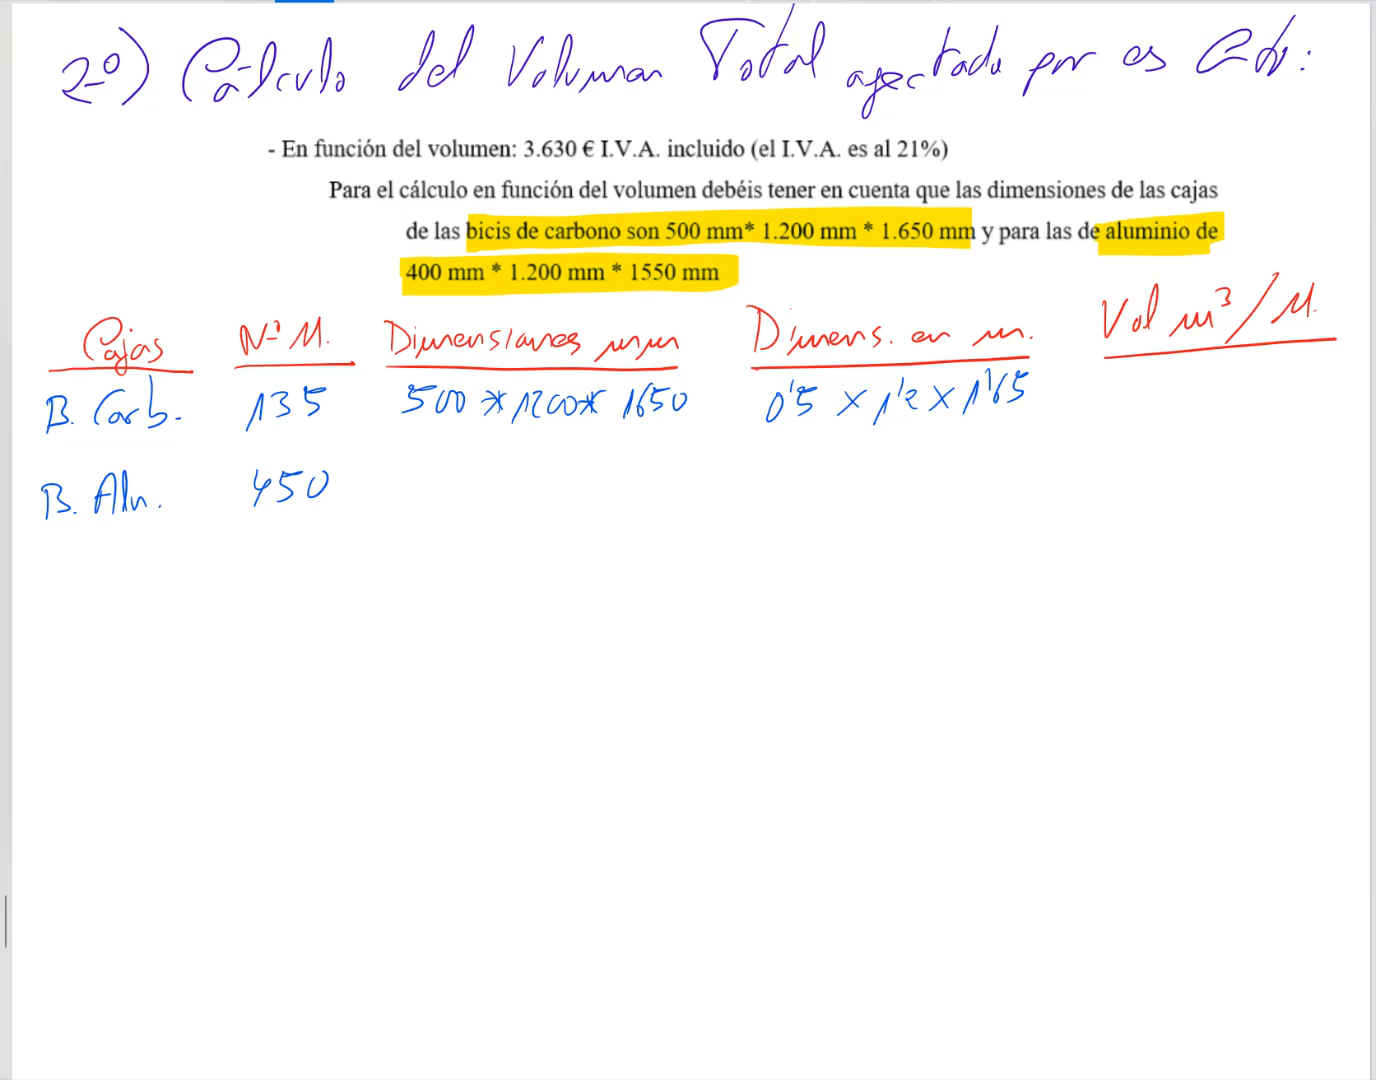 2º) Cálculo del Volumen Total afectado por es Gto:
- En función del volumen: 3.630 € I.V.A. incluido (el I.V.A. es al 21%)
Para el cálculo en función del volumen debéis tener en cuenta que las dimensiones de las cajas
de las bicis de carbono son 500 mm* 1.200 mm * 1.650 mm y para las de aluminio de
400 mm * 1.200 mm * 1550 mm
Cajas Nº U. Dimensiones mm Dimens. en m. Vol m³/U.
B. Carb. 135 500 * 1200 * 1650 0'5 x 1'2 x 1'65
B. Alu. 450